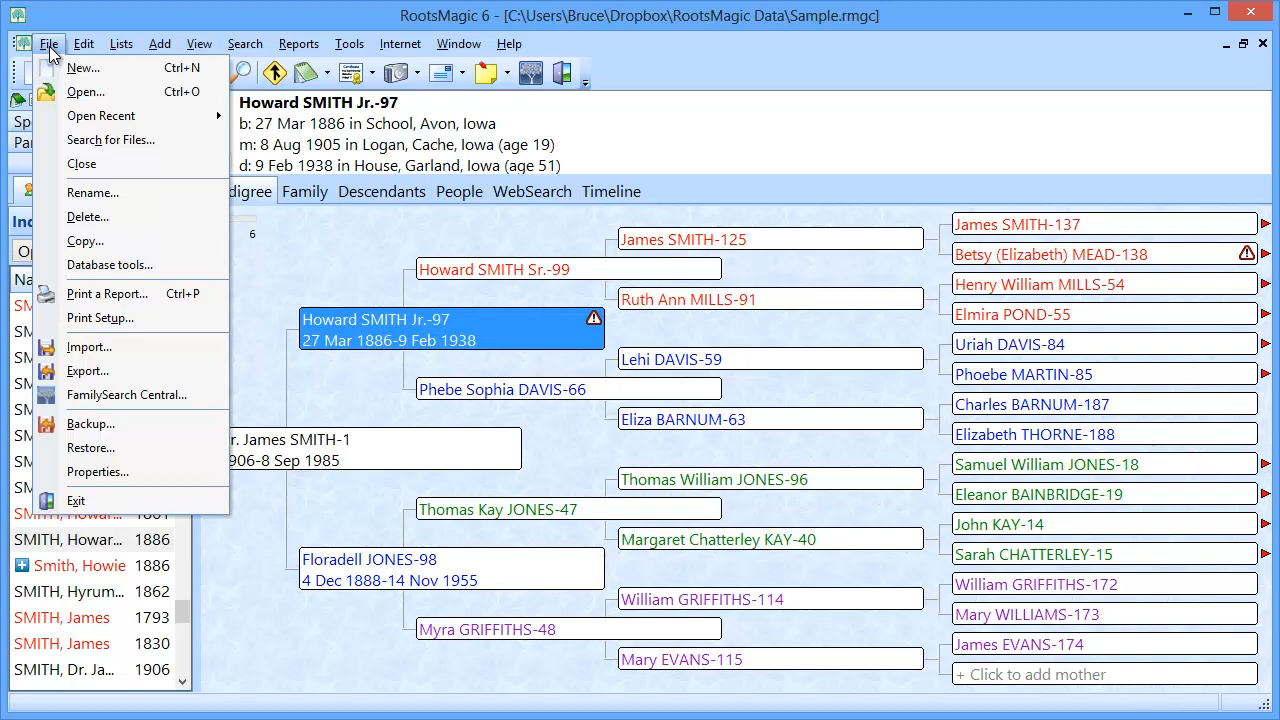 RootsMagic 6 - [C:\Users\Bruce\Dropbox\RootsMagic Data\Sample.rmgc]
File Edit Lists Add View Search Reports Tools Internet Window Help
New... Ctrl+N
Open... Ctrl+O
Open Recent
Search for Files...
Close
Rename...
Delete...
Copy...
Database tools...
Print a Report... Ctrl+P
Print Setup...
Import...
Export...
FamilySearch Central...
Backup...
Restore...
Properties...
Exit
Howard SMITH Jr.-97
b: 27 Mar 1886 in School, Avon, Iowa
m: 8 Aug 1905 in Logan, Cache, Iowa (age 19)
d: 9 Feb 1938 in House, Garland, Iowa (age 51)
Family Descendants People WebSearch Timeline
6
SMITH, Howar... 1886
Smith, Howie 1886
SMITH, Hyrum... 1862
SMITH, James 1793
SMITH, James 1830
SMITH, Dr. Ja... 1906
r. James SMITH-1
906-8 Sep 1985
Howard SMITH Jr.-97
27 Mar 1886-9 Feb 1938
Floradell JONES-98
4 Dec 1888-14 Nov 1955
Howard SMITH Sr.-99
Phebe Sophia DAVIS-66
Thomas Kay JONES-47
Myra GRIFFITHS-48
James SMITH-125
Ruth Ann MILLS-91
Lehi DAVIS-59
Eliza BARNUM-63
Thomas William JONES-96
Margaret Chatterley KAY-40
William GRIFFITHS-114
Mary EVANS-115
James SMITH-137
Betsy (Elizabeth) MEAD-138
Henry William MILLS-54
Elmira POND-55
Uriah DAVIS-84
Phoebe MARTIN-85
Charles BARNUM-187
Elizabeth THORNE-188
Samuel William JONES-18
Eleanor BAINBRIDGE-19
John KAY-14
Sarah CHATTERLEY-15
William GRIFFITHS-172
Mary WILLIAMS-173
James EVANS-174
+ Click to add mother